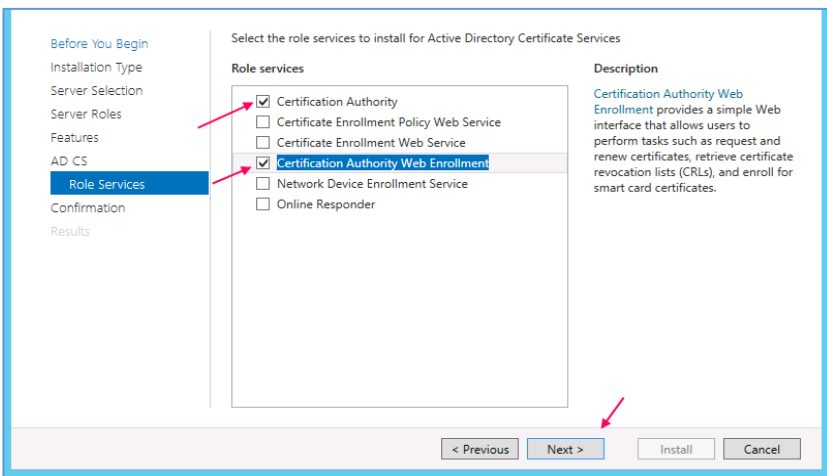 Before You Begin
Installation Type
Server Selection
Server Roles
Features
AD CS
Role Services
Confirmation
Results
Select the role services to install for Active Directory Certificate Services
Role services
Certification Authority
Certificate Enrollment Policy Web Service
Certificate Enrollment Web Service
Certification Authority Web Enrollment
Network Device Enrollment Service
Online Responder
Description
Certification Authority Web
Enrollment provides a simple Web
interface that allows users to
perform tasks such as request and
renew certificates, retrieve certificate
revocation lists (CRLs), and enroll for
smart card certificates.
< Previous
Next >
Install
Cancel